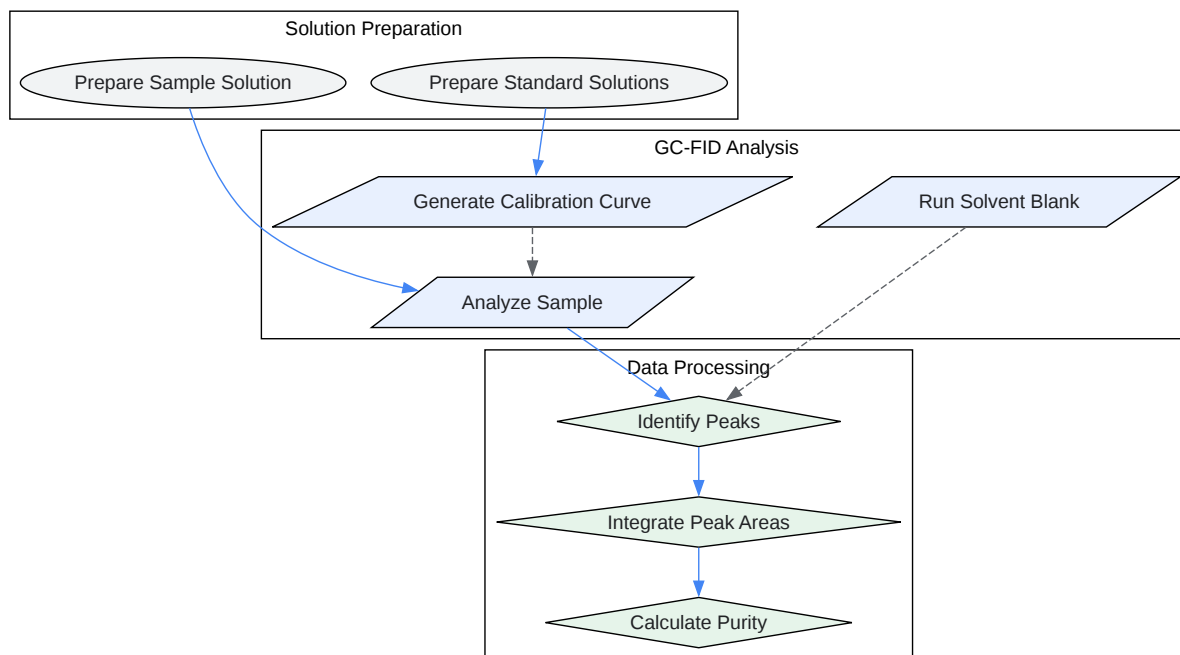 Solution Preparation
Prepare Sample Solution
Prepare Standard Solutions
GC-FID Analysis
Generate Calibration Curve
Run Solvent Blank
Analyze Sample
Data Processing
Identify Peaks
Integrate Peak Areas
Calculate Purity